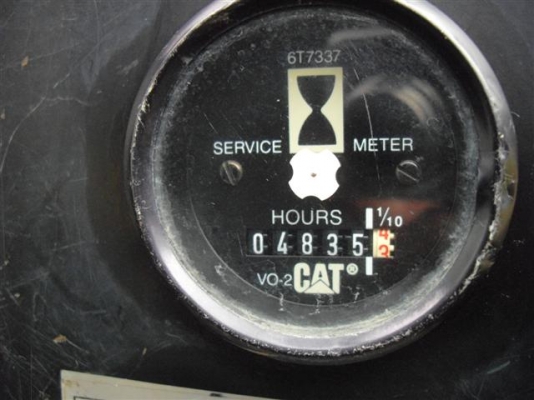 6T7337
SERVICE METER
HOURS 1/10
04835
VO-2 CAT®